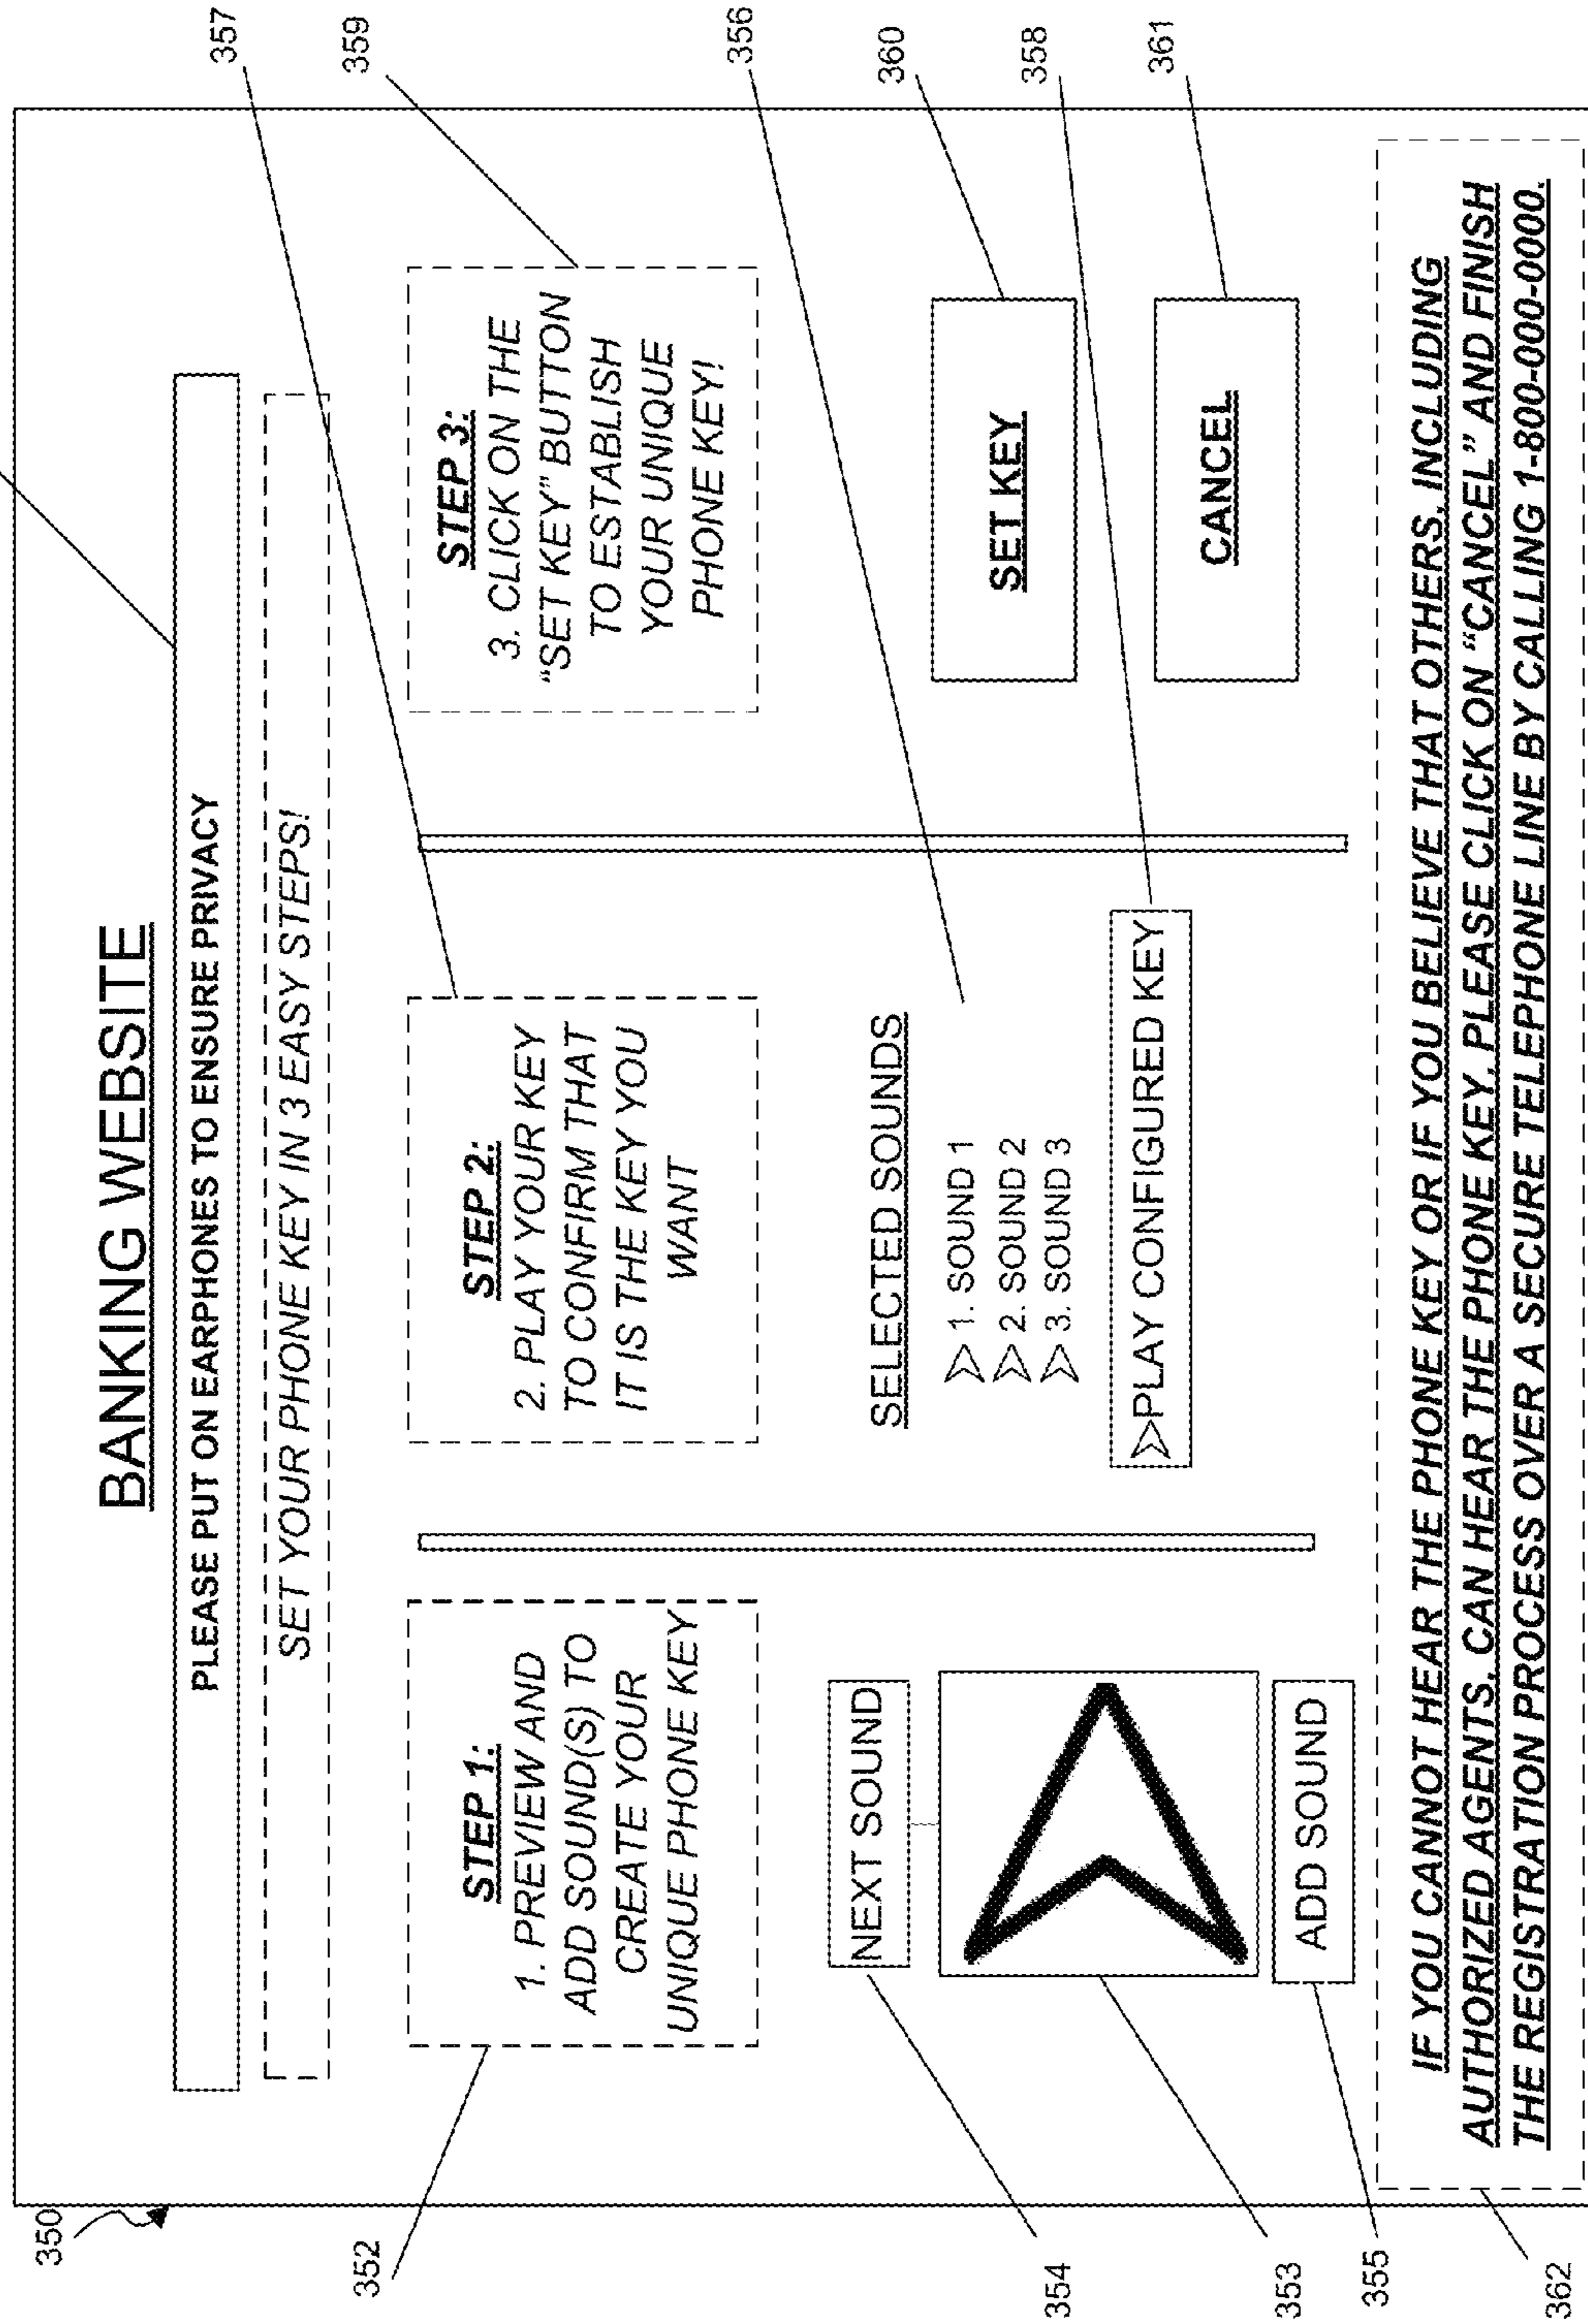 350
BANKING WEBSITE
PLEASE PUT ON EARPHONES TO ENSURE PRIVACY
SET YOUR PHONE KEY IN 3 EASY STEPS!
357
359
352
STEP 1:
1. PREVIEW AND
ADD SOUND(S) TO
CREATE YOUR
UNIQUE PHONE KEY
NEXT SOUND
ADD SOUND
354
353
355
STEP 2:
2. PLAY YOUR KEY
TO CONFIRM THAT
IT IS THE KEY YOU
WANT
SELECTED SOUNDS
1. SOUND 1
2. SOUND 2
3. SOUND 3
PLAY CONFIGURED KEY
STEP 3:
3. CLICK ON THE
“SET KEY” BUTTON
TO ESTABLISH
YOUR UNIQUE
PHONE KEY!
SET KEY
CANCEL
356
360
358
361
IF YOU CANNOT HEAR THE PHONE KEY OR IF YOU BELIEVE THAT OTHERS, INCLUDING
AUTHORIZED AGENTS, CAN HEAR THE PHONE KEY, PLEASE CLICK ON “CANCEL” AND FINISH
THE REGISTRATION PROCESS OVER A SECURE TELEPHONE LINE BY CALLING 1-800-000-0000.
362